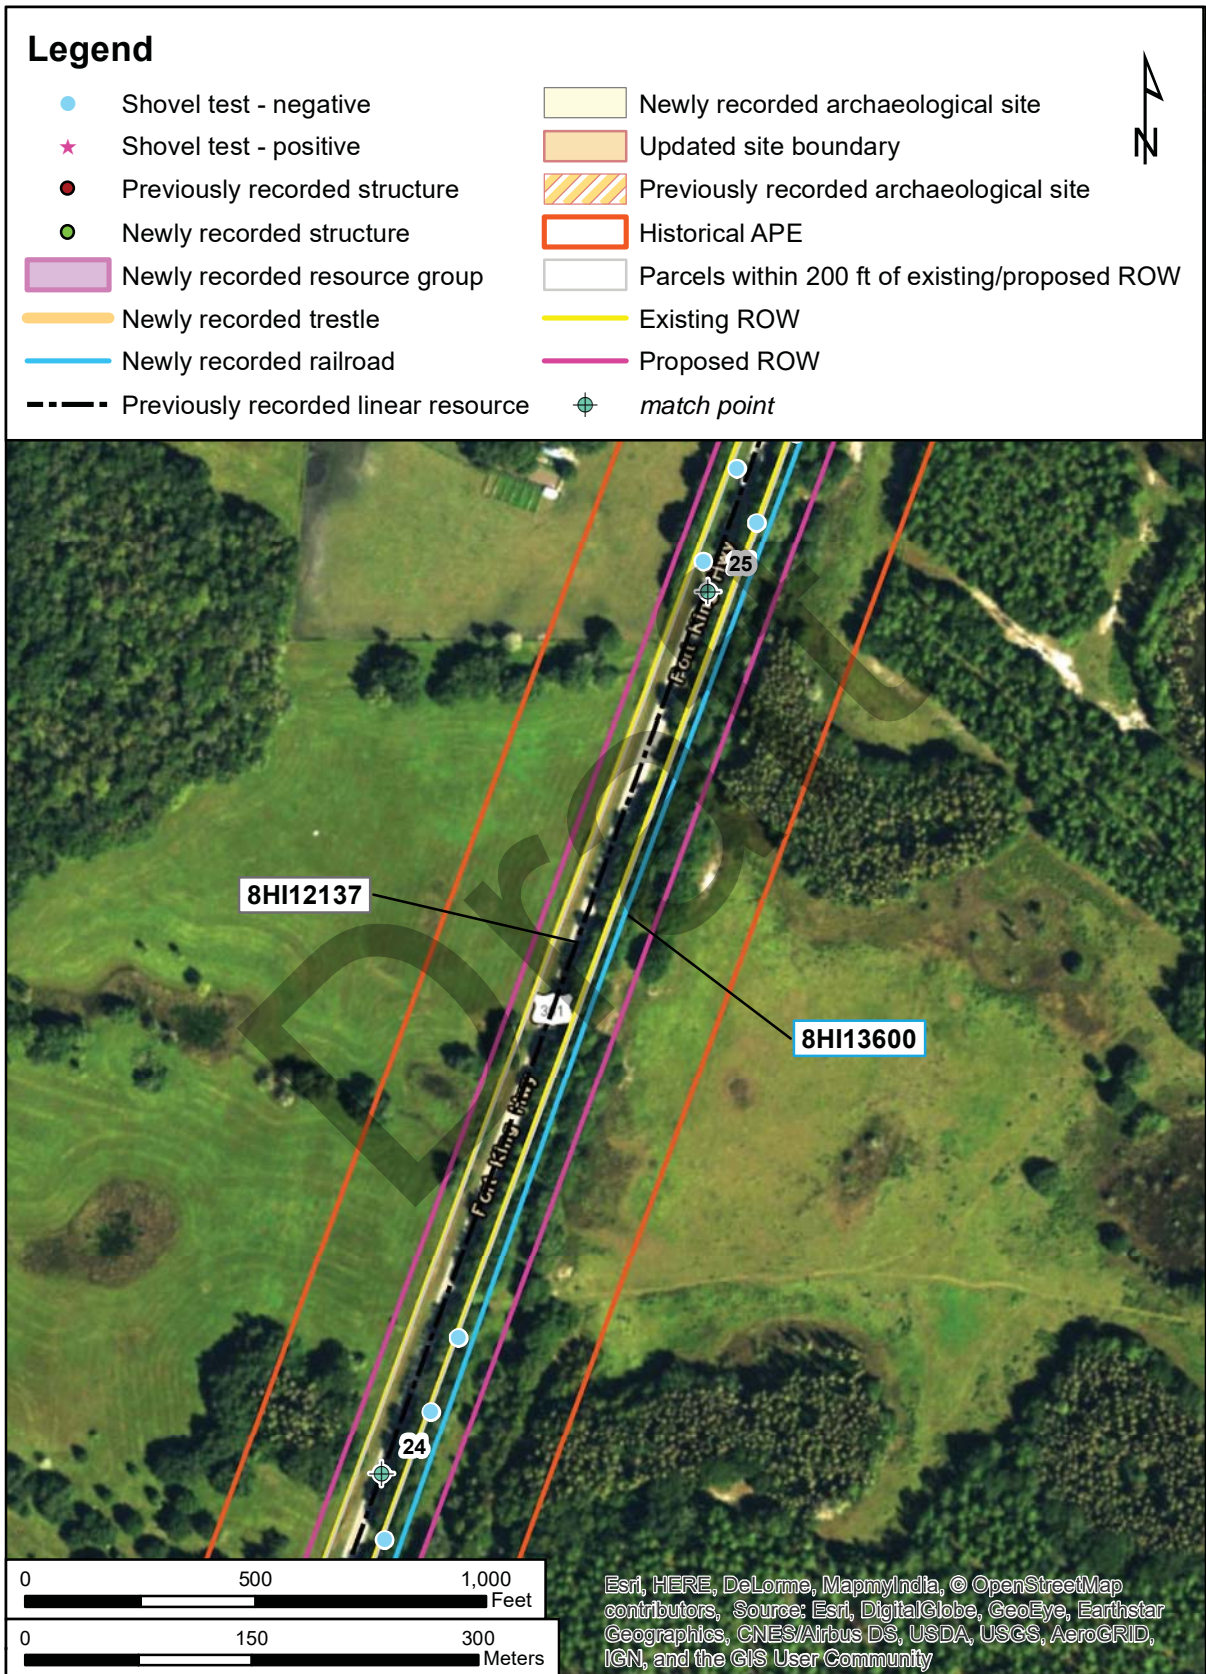 Legend
Shovel test - negative
Shovel test - positive
Previously recorded structure
Newly recorded structure
Newly recorded resource group
Newly recorded trestle
Newly recorded railroad
Previously recorded linear resource
Newly recorded archaeological site
Updated site boundary
Previously recorded archaeological site
Historical APE
Parcels within 200 ft of existing/proposed ROW
Existing ROW
Proposed ROW
match point
N
25
Fort King Hwy
8HI12137
301
8HI13600
Fort King Hwy
24
Draft
0 500 1,000
Feet
0 150 300
Meters
Esri, HERE, DeLorme, MapmyIndia, © OpenStreetMap
contributors, Source: Esri, DigitalGlobe, GeoEye, Earthstar
Geographics, CNES/Airbus DS, USDA, USGS, AeroGRID,
IGN, and the GIS User Community